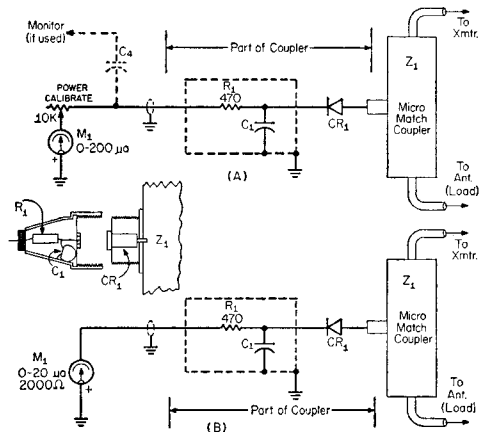 Monitor
(if used)
C4
Part of Coupler
To
Xmtr.
Z1
POWER
CALIBRATE
10K
R1
470
C1
CR1
Micro
Match
Coupler
M1
0-200 µa
+
(A)
To
Ant.
(Load)
R1
C1
CR1
Z1
To
Xmtr.
Z1
R1
470
C1
CR1
Micro
Match
Coupler
M1
0-20 µa
2000Ω
+
Part of Coupler
(B)
To
Ant.
(Load)